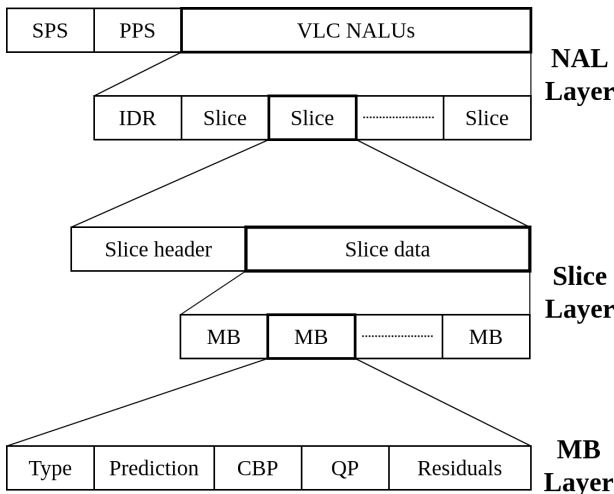 SPS PPS VLC NALUs
NAL
Layer
IDR Slice Slice Slice
Slice header Slice data
Slice
Layer
MB MB MB
MB
Layer
Type Prediction CBP QP Residuals